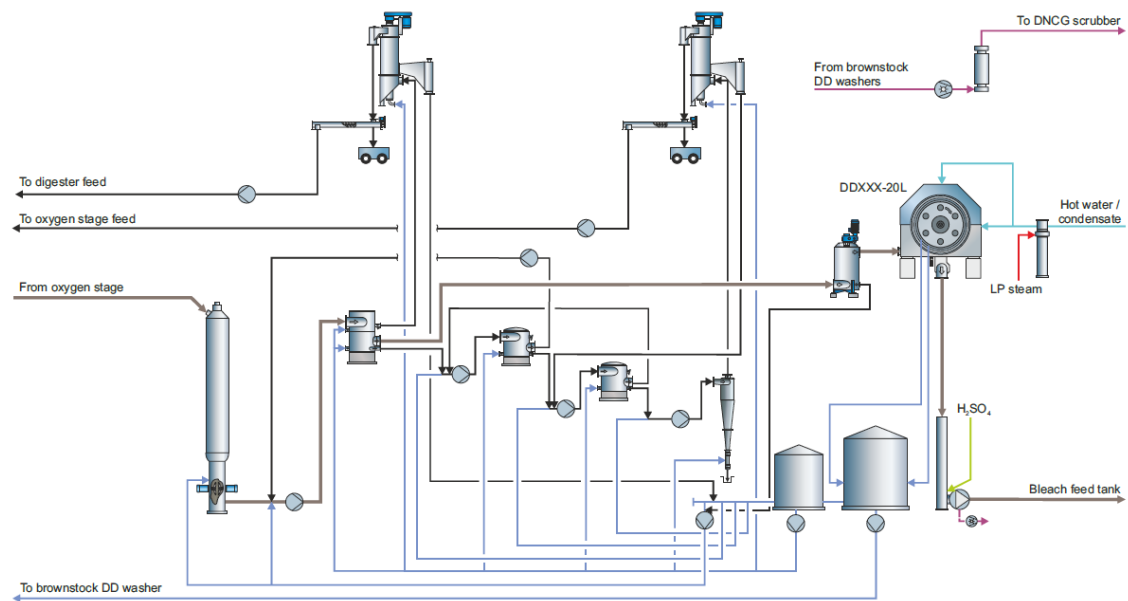 To DNCG scrubber
From brownstock
DD washers
To digester feed
DDXXX-20L
Hot water /
condensate
To oxygen stage feed
From oxygen stage
LP steam
H₂SO₄
Bleach feed tank
To brownstock DD washer